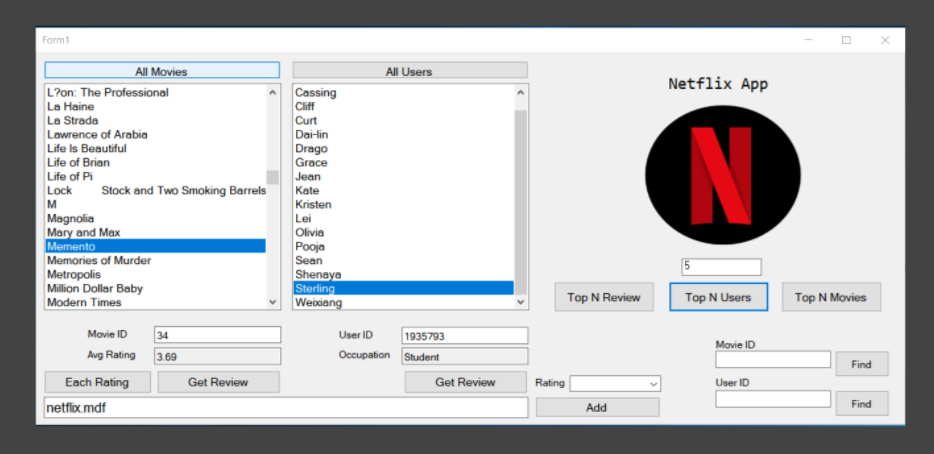 Form1
All Movies
All Users
L?on: The Professional
La Haine
La Strada
Lawrence of Arabia
Life Is Beautiful
Life of Brian
Life of Pi
Lock Stock and Two Smoking Barrels
M
Magnolia
Mary and Max
Memento
Memories of Murder
Metropolis
Million Dollar Baby
Modern Times
Cassing
Cliff
Curt
Dai-lin
Drago
Grace
Jean
Kate
Kristen
Lei
Olivia
Pooja
Sean
Shenaya
Sterling
Weixiang
Netflix App
N
5
Top N Review
Top N Users
Top N Movies
Movie ID 34
Avg Rating 3.69
Each Rating
Get Review
User ID 1935793
Occupation Student
Get Review
Rating
Add
Movie ID
Find
User ID
Find
netflix.mdf